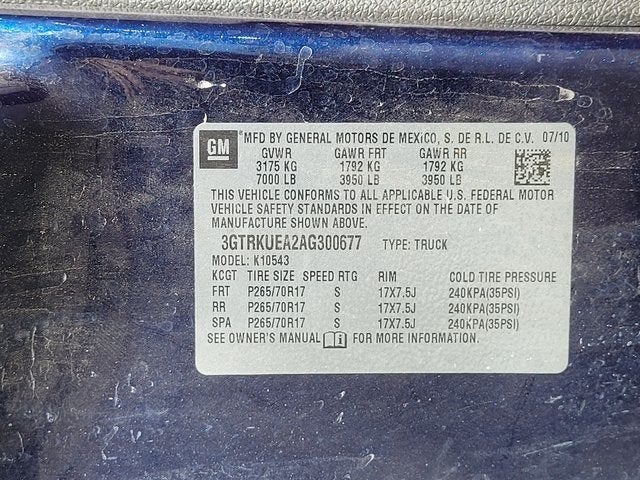 GM ®MFD BY GENERAL MOTORS DE MEXICO, S. DE R.L. DE C.V. 07/10
GVWR GAWR FRT GAWR RR
3175 KG 1792 KG 1792 KG
7000 LB 3950 LB 3950 LB
THIS VEHICLE CONFORMS TO ALL APPLICABLE U.S. FEDERAL MOTOR
VEHICLE SAFETY STANDARDS IN EFFECT ON THE DATE OF
MANUFACTURE SHOWN ABOVE.
3GTRKUEA2AG300677 TYPE: TRUCK
MODEL: K10543
KCGT TIRE SIZE SPEED RTG RIM COLD TIRE PRESSURE
FRT P265/70R17 S 17X7.5J 240KPA(35PSI)
RR P265/70R17 S 17X7.5J 240KPA(35PSI)
SPA P265/70R17 S 17X7.5J 240KPA(35PSI)
SEE OWNER'S MANUAL i FOR MORE INFORMATION.